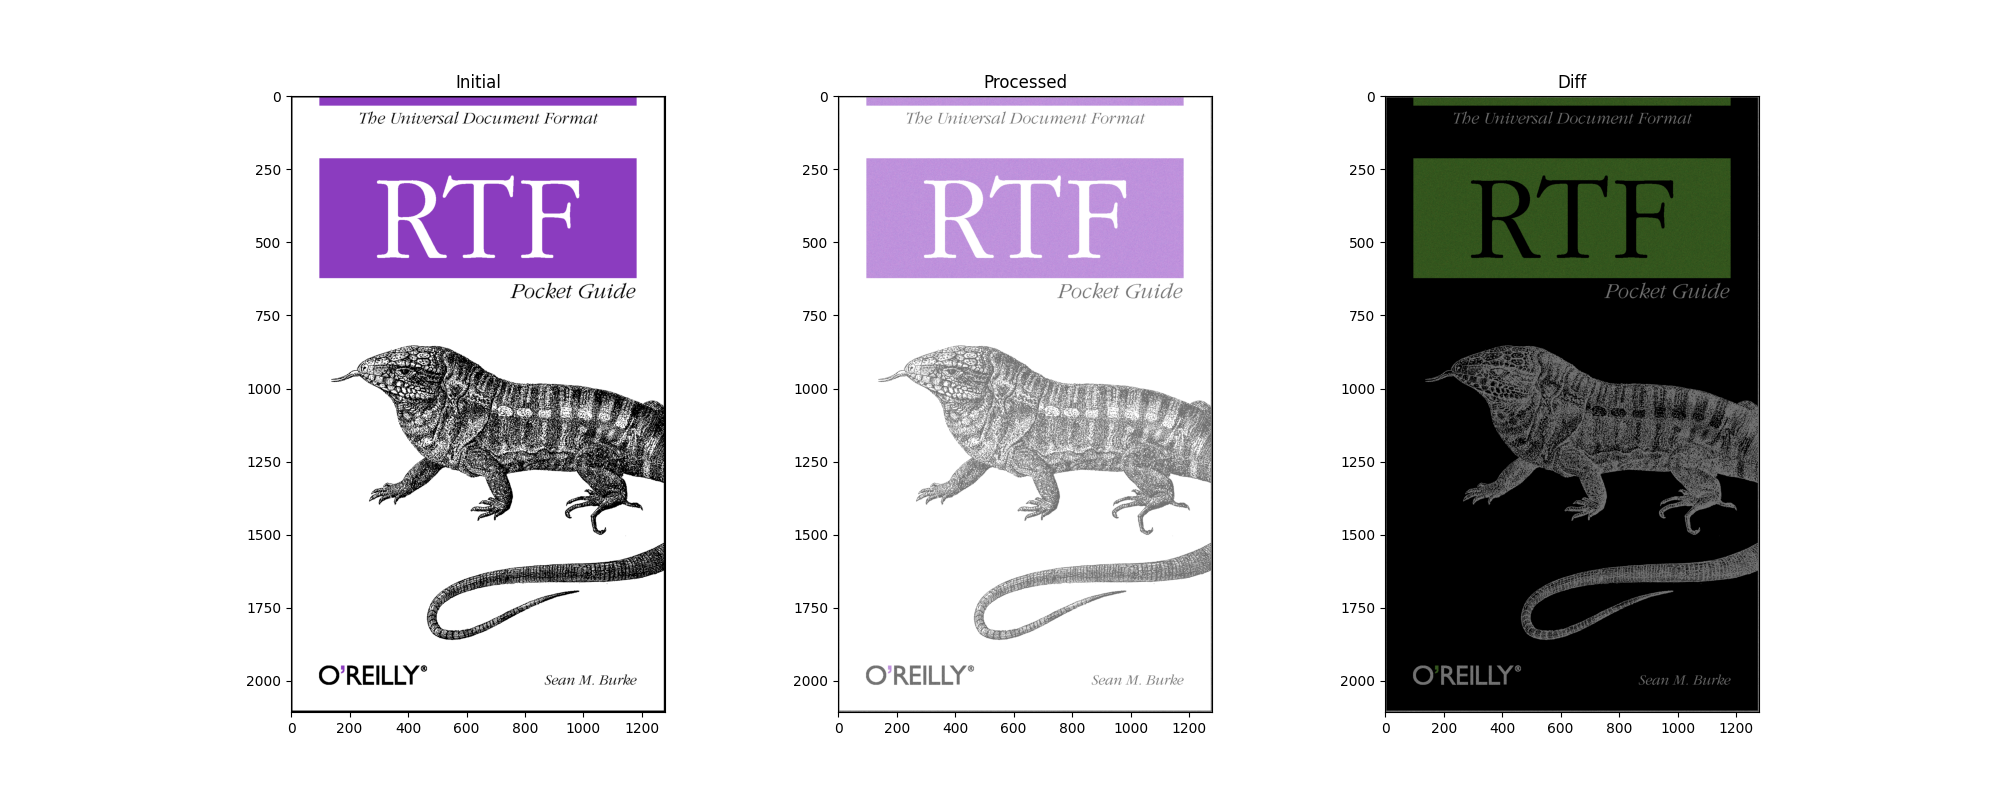 Initial
0
250
500
750
1000
1250
1500
1750
2000
The Universal Document Format
RTF
Pocket Guide
O'REILLY®
Sean M. Burke
0 200 400 600 800 1000 1200
Processed
0
250
500
750
1000
1250
1500
1750
2000
The Universal Document Format
RTF
Pocket Guide
O'REILLY®
Sean M. Burke
0 200 400 600 800 1000 1200
Diff
0
250
500
750
1000
1250
1500
1750
2000
The Universal Document Format
RTF
Pocket Guide
O'REILLY®
Sean M. Burke
0 200 400 600 800 1000 1200